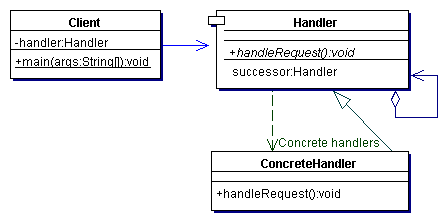 Client
-handler:Handler
+main(args:String[]):void
Handler
+handleRequest():void
successor:Handler
Concrete handlers
ConcreteHandler
+handleRequest():void